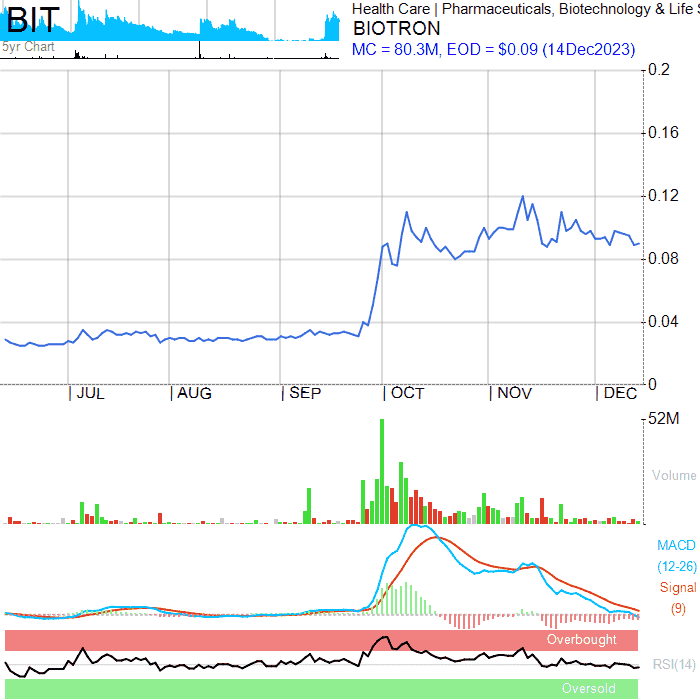 BIT
5yr Chart
Health Care | Pharmaceuticals, Biotechnology & Life S
BIOTRON
MC = 80.3M, EOD = $0.09 (14Dec2023)
0.2
0.16
0.12
0.08
0.04
0
| JUL | AUG | SEP | OCT | NOV | DEC
52M
Volume
MACD
(12-26)
Signal
(9)
Overbought
RSI(14)
Oversold